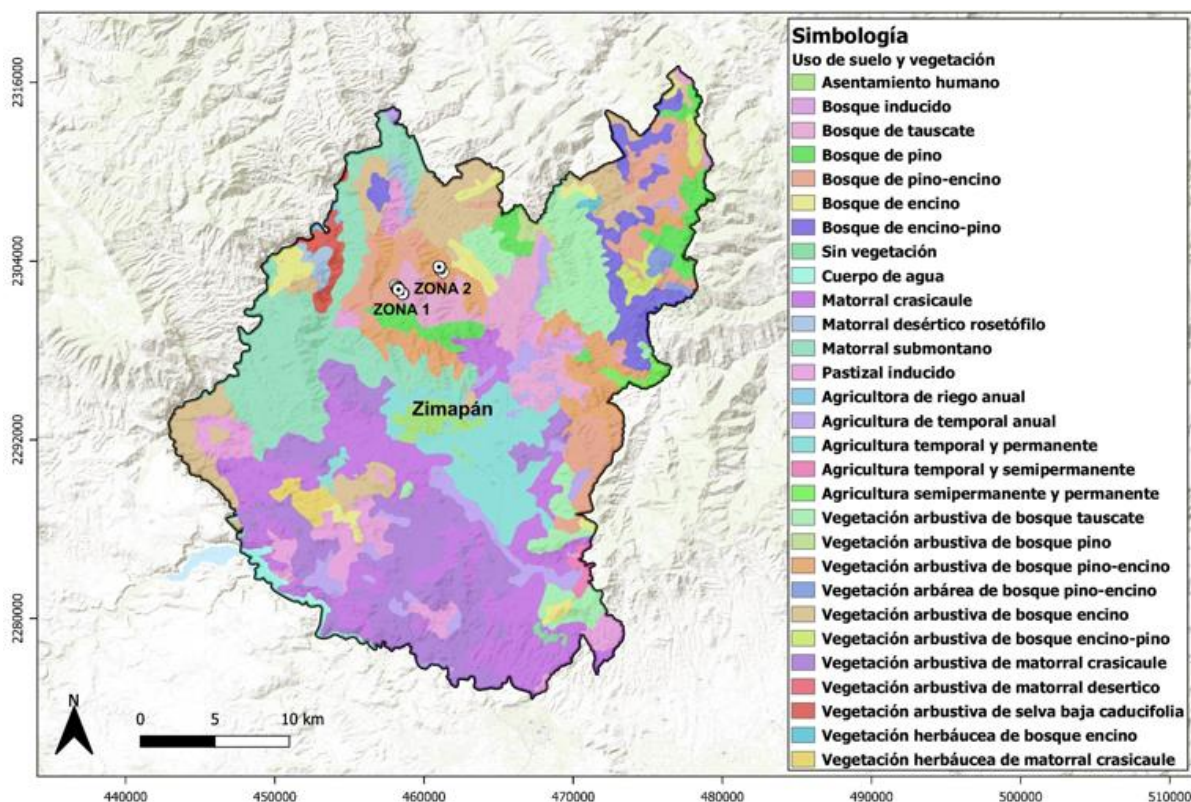 Simbología
Uso de suelo y vegetación
Asentamiento humano
Bosque inducido
Bosque de tauscate
Bosque de pino
Bosque de pino-encino
Bosque de encino
Bosque de encino-pino
Sin vegetación
Cuerpo de agua
Matorral crasicaule
Matorral desértico rosetófilo
Matorral submontano
Pastizal inducido
Agricultora de riego anual
Agricultura de temporal anual
Agricultura temporal y permanente
Agricultura temporal y semipermanente
Agricultura semipermanente y permanente
Vegetación arbustiva de bosque tauscate
Vegetación arbustiva de bosque pino
Vegetación arbustiva de bosque pino-encino
Vegetación arbárea de bosque pino-encino
Vegetación arbustiva de bosque encino
Vegetación arbustiva de bosque encino-pino
Vegetación arbustiva de matorral crasicaule
Vegetación arbustiva de matorral desertico
Vegetación arbustiva de selva baja caducifolia
Vegetación herbáucea de bosque encino
Vegetación herbáucea de matorral crasicaule
2316000
2304000
2292000
2280000
ZONA 2
ZONA 1
Zimapán
N
0 5 10 km
440000 450000 460000 470000 480000 490000 500000 510000